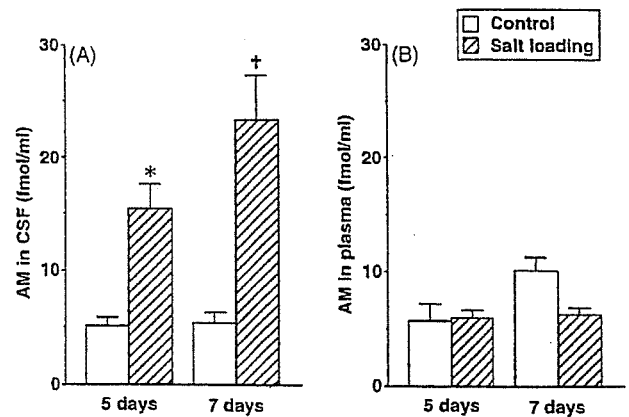 Control
Salt loading
(A)
(B)
30
20
10
0
AM in CSF (fmol/ml)
*
†
5 days
7 days
30
20
10
0
AM in plasma (fmol/ml)
5 days
7 days